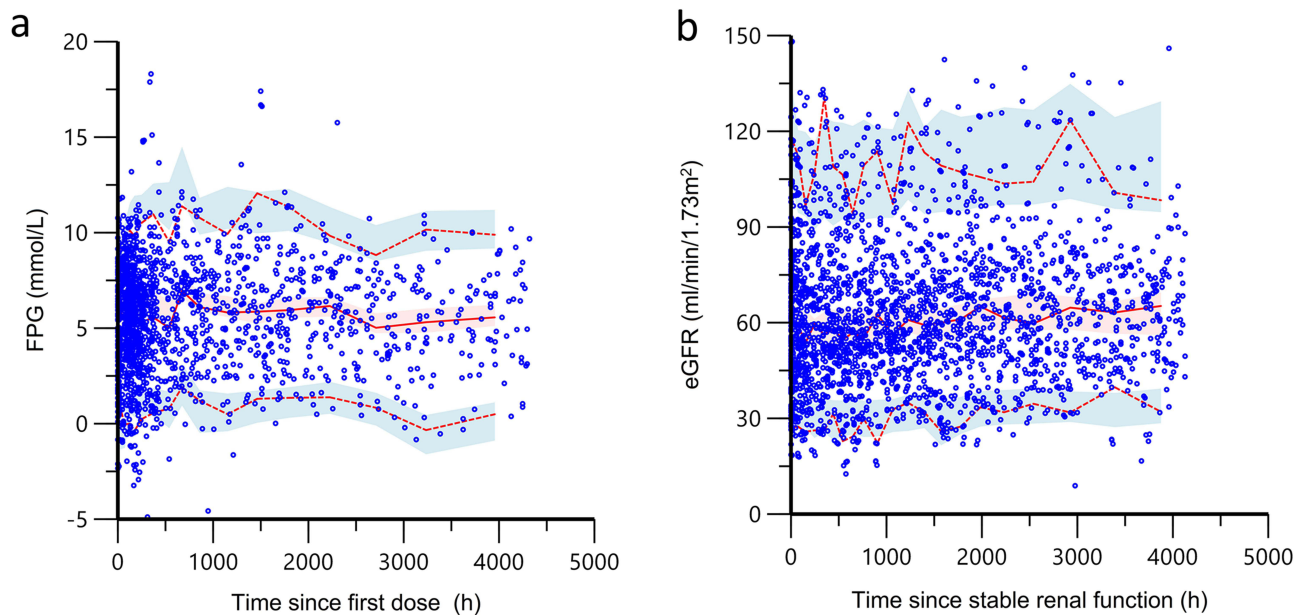 a
20
15
10
5
0
-5
FPG (mmol/L)
0 1000 2000 3000 4000 5000
Time since first dose (h)
b
150
120
90
60
30
0
eGFR (ml/min/1.73m²)
0 1000 2000 3000 4000 5000
Time since stable renal function (h)